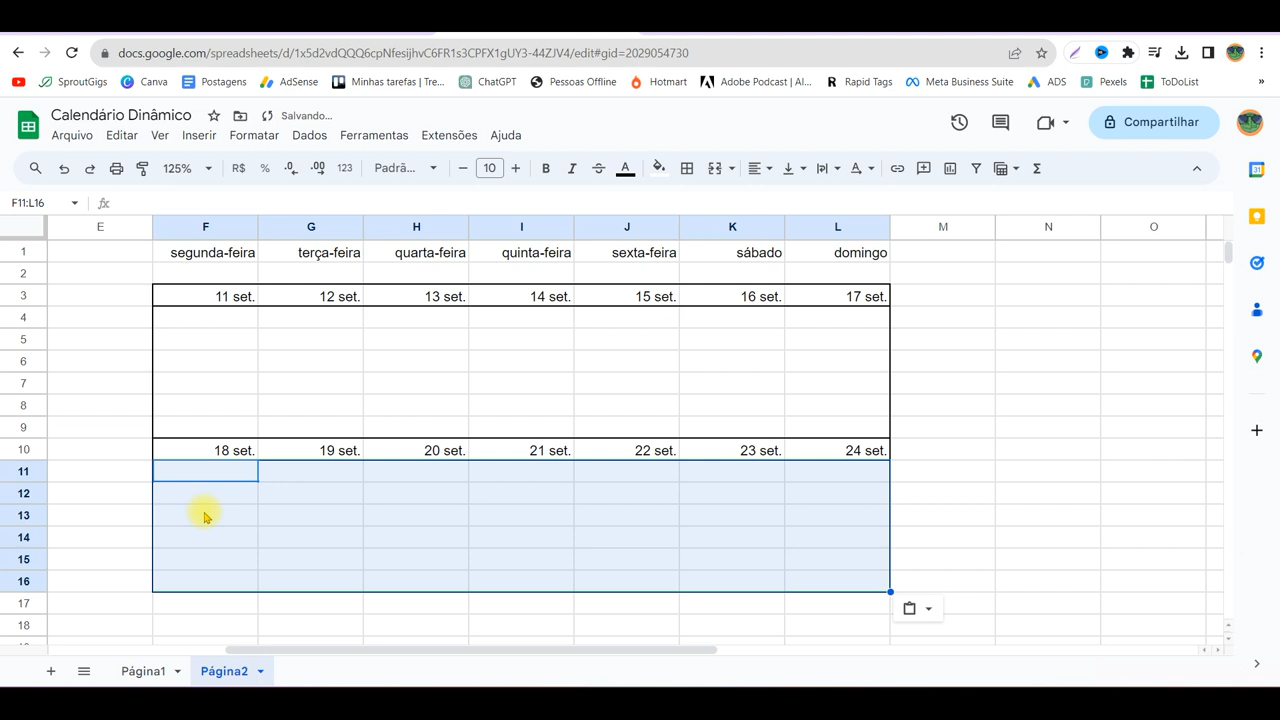 docs.google.com/spreadsheets/d/1x5d2vdQQQ6cpNfesijhvC6FR1s3CPFX1gUY3-44ZJV4/edit#gid=2029054730
SproutGigs Canva Postagens AdSense Minhas tarefas | Tre... ChatGPT Pessoas Offline Hotmart Adobe Podcast | AI... Rapid Tags Meta Business Suite ADS Pexels ToDoList »
Calendário Dinâmico Salvando...
Arquivo Editar Ver Inserir Formatar Dados Ferramentas Extensões Ajuda
Compartilhar
125% R$ % .0 .00 123 Padrã... 10 B I S A Σ
F11:L16 fx
E F G H I J K L M N O
1 segunda-feira terça-feira quarta-feira quinta-feira sexta-feira sábado domingo
2
3 11 set. 12 set. 13 set. 14 set. 15 set. 16 set. 17 set.
4
5
6
7
8
9
10 18 set. 19 set. 20 set. 21 set. 22 set. 23 set. 24 set.
11
12
13
14
15
16
17
18
Página1 Página2